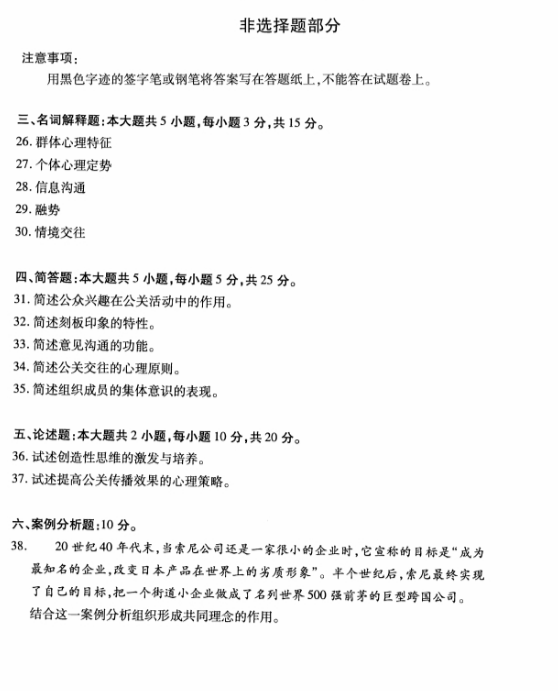 非选择题部分
注意事项:
用黑色字迹的签字笔或钢笔将答案写在答题纸上,不能答在试题卷上。
三、名词解释题:本大题共 5 小题,每小题 3 分,共 15 分。
26. 群体心理特征
27. 个体心理定势
28. 信息沟通
29. 融势
30. 情境交往
四、简答题:本大题共 5 小题,每小题 5 分,共 25 分。
31. 简述公众兴趣在公关活动中的作用。
32. 简述刻板印象的特性。
33. 简述意见沟通的功能。
34. 简述公关交往的心理原则。
35. 简述组织成员的集体意识的表现。
五、论述题:本大题共 2 小题,每小题 10 分,共 20 分。
36. 试述创造性思维的激发与培养。
37. 试述提高公关传播效果的心理策略。
六、案例分析题:10 分。
38. 20 世纪 40 年代末,当索尼公司还是一家很小的企业时,它宣称的目标是“成为
最知名的企业,改变日本产品在世界上的劣质形象”。半个世纪后,索尼最终实现
了自己的目标,把一个街道小企业做成了名列世界 500 强前茅的巨型跨国公司。
结合这一案例分析组织形成共同理念的作用。